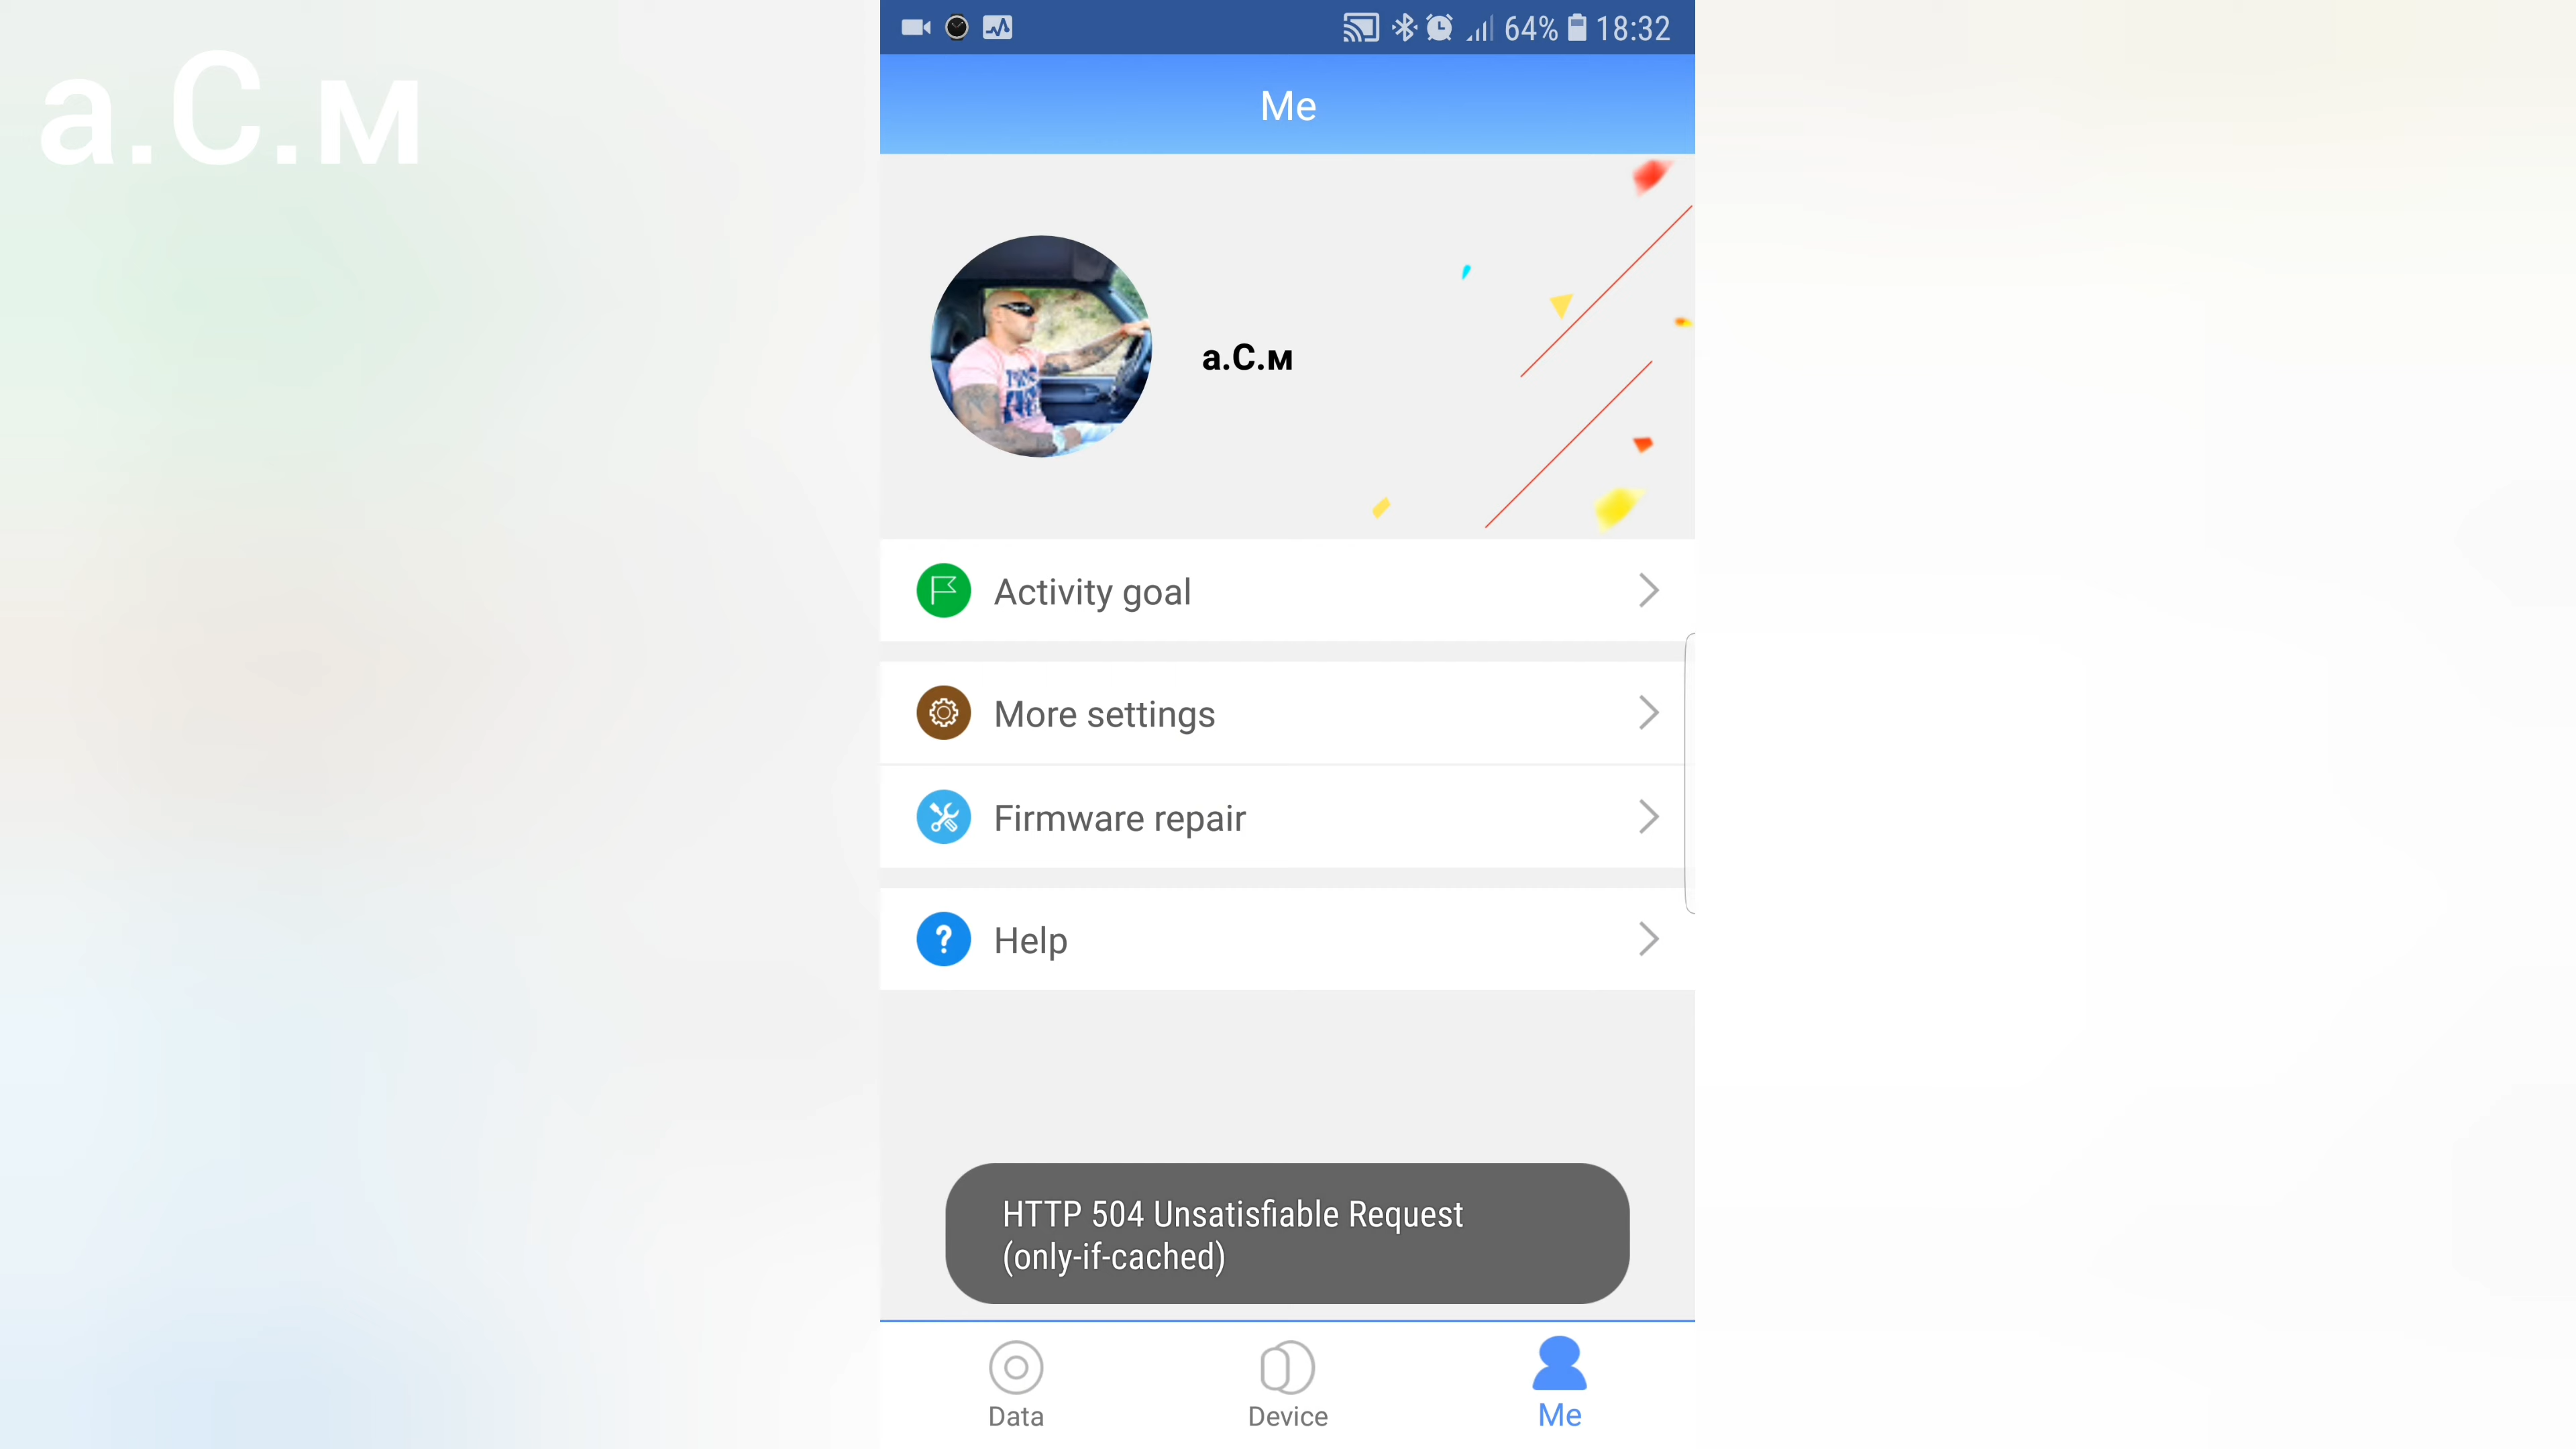 a.C.м
64% 18:32
Me
a.C.м
Activity goal
More settings
Firmware repair
Help
HTTP 504 Unsatisfiable Request
(only-if-cached)
Data
Device
Me